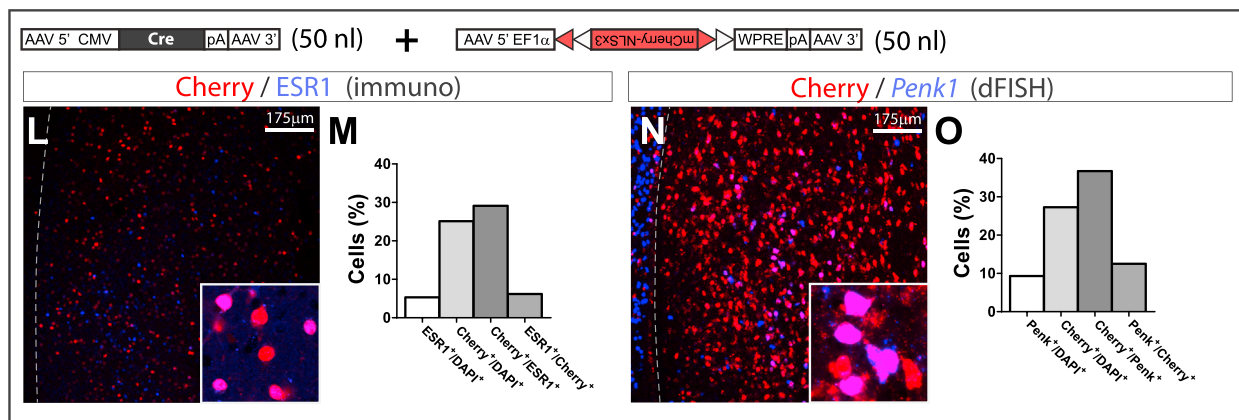 AAV 5’ CMV Cre pA AAV 3’ (50 nl) + AAV 5’ EF1α mCherry-NLSx3 WPRE pA AAV 3’ (50 nl)
Cherry / ESR1 (immuno)
Cherry / Penk1 (dFISH)
L
175µm
M
40
30
20
10
0
Cells (%)
ESR1⁺/DAPI⁺
Cherry⁺/DAPI⁺
Cherry⁺/ESR1⁺
ESR1⁺/Cherry⁺
N
175µm
O
40
30
20
10
0
Cells (%)
Penk⁺/DAPI⁺
Cherry⁺/DAPI⁺
Cherry⁺/Penk⁺
Penk⁺/Cherry⁺